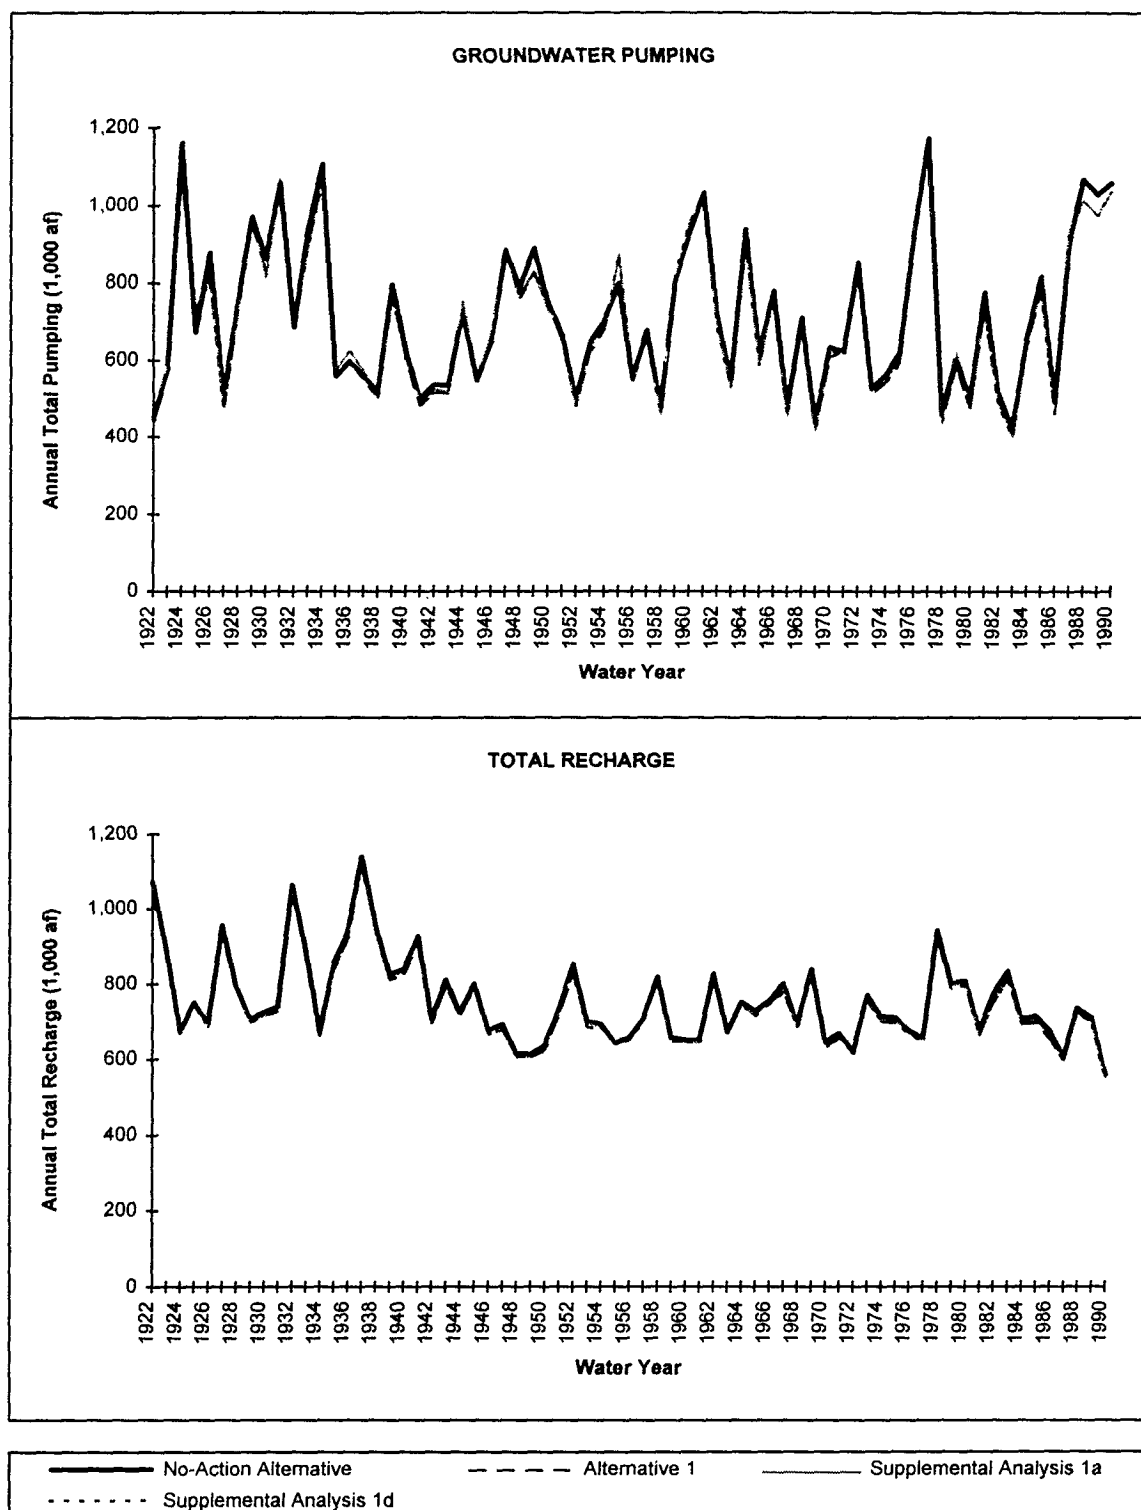 GROUNDWATER PUMPING
1,200
1,000
800
600
400
200
0
Annual Total Pumping (1,000 af)
1922 1924 1926 1928 1930 1932 1934 1936 1938 1940 1942 1944 1946 1948 1950 1952 1954 1956 1958 1960 1962 1964 1966 1968 1970 1972 1974 1976 1978 1980 1982 1984 1986 1988 1990
Water Year
TOTAL RECHARGE
1,200
1,000
800
600
400
200
0
Annual Total Recharge (1,000 af)
1922 1924 1926 1928 1930 1932 1934 1936 1938 1940 1942 1944 1946 1948 1950 1952 1954 1956 1958 1960 1962 1964 1966 1968 1970 1972 1974 1976 1978 1980 1982 1984 1986 1988 1990
Water Year
No-Action Alternative Alternative 1 Supplemental Analysis 1a
Supplemental Analysis 1d